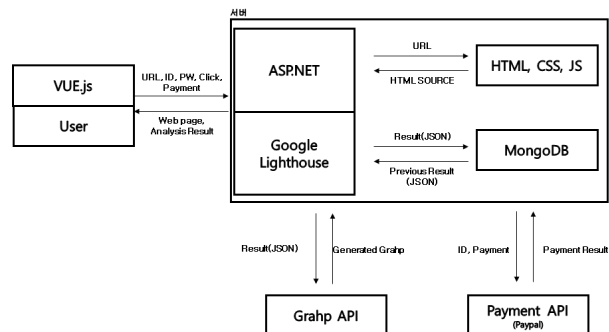 서버
URL
ASP.NET
HTML, CSS, JS
HTML SOURCE
VUE.js
URL, ID, PW, Click,
Payment
User
Web page,
Analysis Result
Google
Lighthouse
Result(JSON)
MongoDB
Previous Result
(JSON)
Result(JSON)
Generated Grahp
ID, Payment
Payment Result
Grahp API
Payment API
(Paypal)